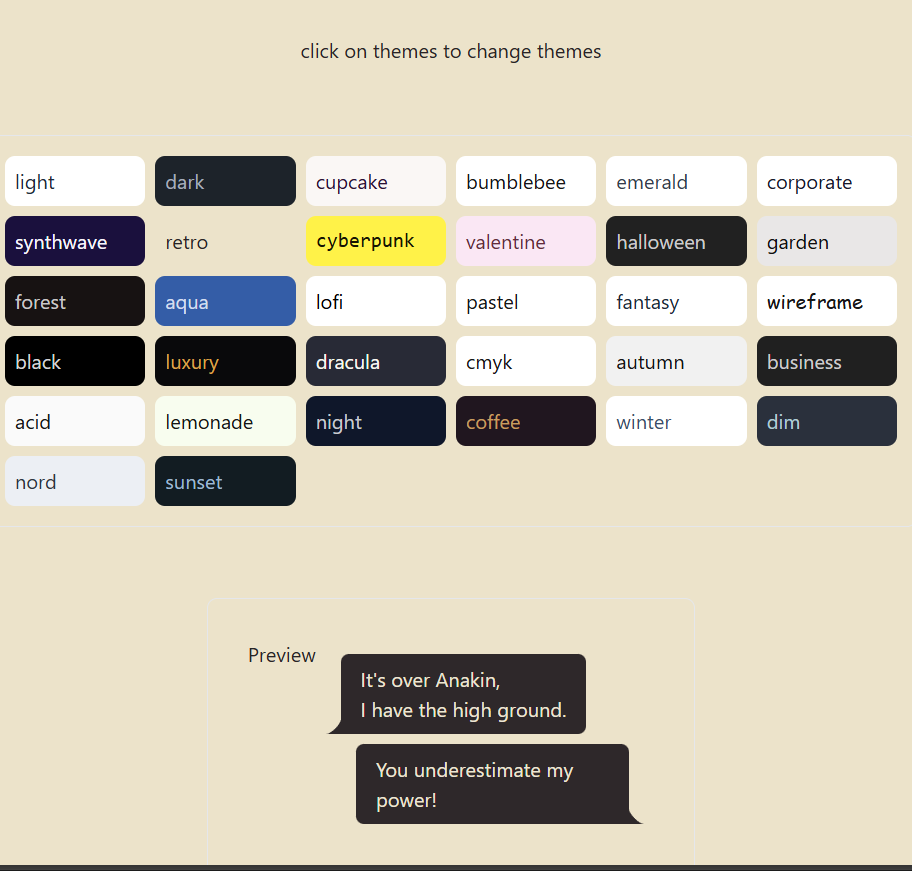 click on themes to change themes
light dark cupcake bumblebee emerald corporate
synthwave retro cyberpunk valentine halloween garden
forest aqua lofi pastel fantasy wireframe
black luxury dracula cmyk autumn business
acid lemonade night coffee winter dim
nord sunset
Preview
It's over Anakin,
I have the high ground.
You underestimate my
power!